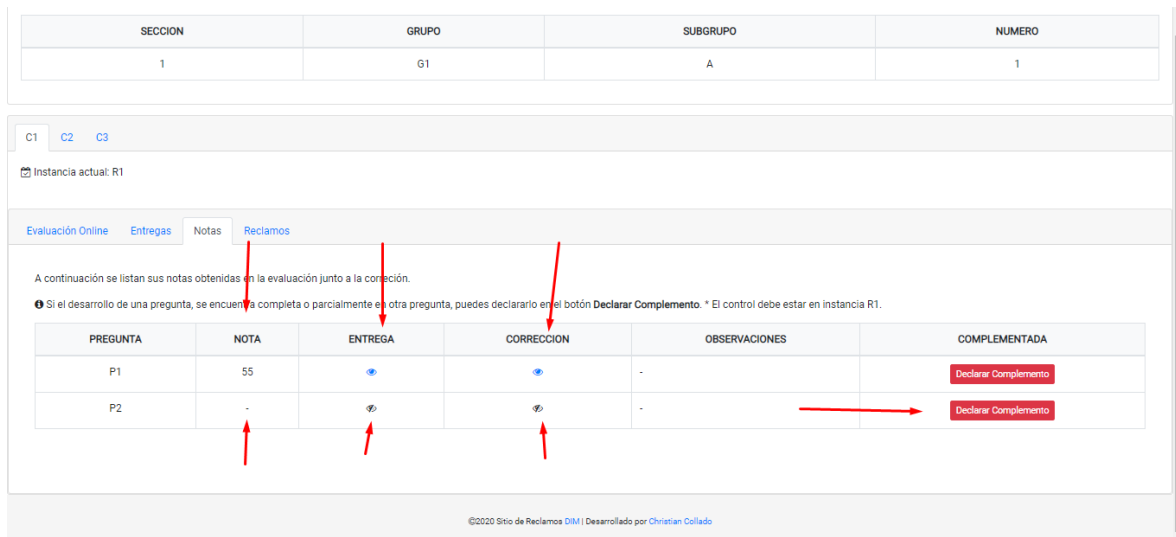 SECCION GRUPO SUBGRUPO NUMERO
1 G1 A 1
C1 C2 C3
Instancia actual: R1
Evaluación Online Entregas Notas Reclamos
A continuación se listan sus notas obtenidas en la evaluación junto a la correción.
Si el desarrollo de una pregunta, se encuentra completa o parcialmente en otra pregunta, puedes declararlo en el botón Declarar Complemento. * El control debe estar en instancia R1.
PREGUNTA NOTA ENTREGA CORRECCION OBSERVACIONES COMPLEMENTADA
P1 55 - Declarar Complemento
P2 - - Declarar Complemento
©2020 Sitio de Reclamos DIM | Desarrollado por Christian Collado